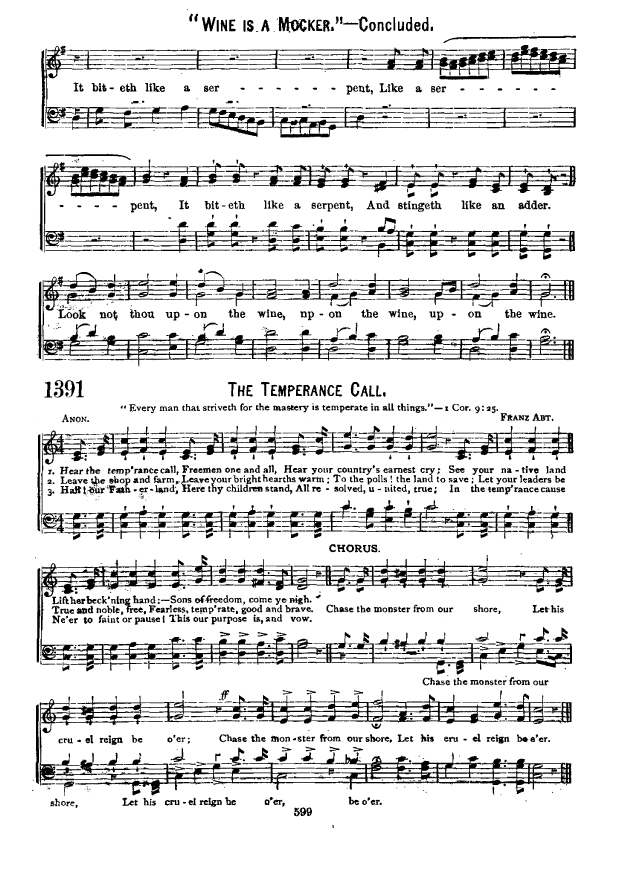 "WINE IS A MOCKER."—Concluded.
It bit-eth like a ser - - - - - - pent, Like a ser - - - - - -
- - - - pent, It bit-eth like a serpent, And stingeth like an adder.
Look not thou up-on the wine, upon the wine, up-on the wine.
1391 THE TEMPERANCE CALL.
"Every man that striveth for the mastery is temperate in all things."—1 Cor. 9:25.
ANON. FRANZ ABT.
1. Hear the temp'rance call, Freemen one and all, Hear your country's earnest cry; See your na-tive land
2. Leave the shop and farm, Leave your bright hearths warm; To the polls! the land to save; Let your leaders be
3. Hail! our Fath-er-land, Here thy children stand, All re-solved, u-nited, true; In the temp'rance cause
CHORUS.
Lift her beck'ning hand:—Sons of freedom, come ye nigh.
True and noble, free, Fearless, temp'rate, good and brave. Chase the monster from our shore, Let his
Ne'er to faint or pause! This our purpose is, and vow.
Chase the monster from our
ff
cru-el reign be o'er; Chase the mon-ster from our shore, Let his cru-el reign be o'er.
shore, Let his cru-el reign be o'er, be o'er.
599